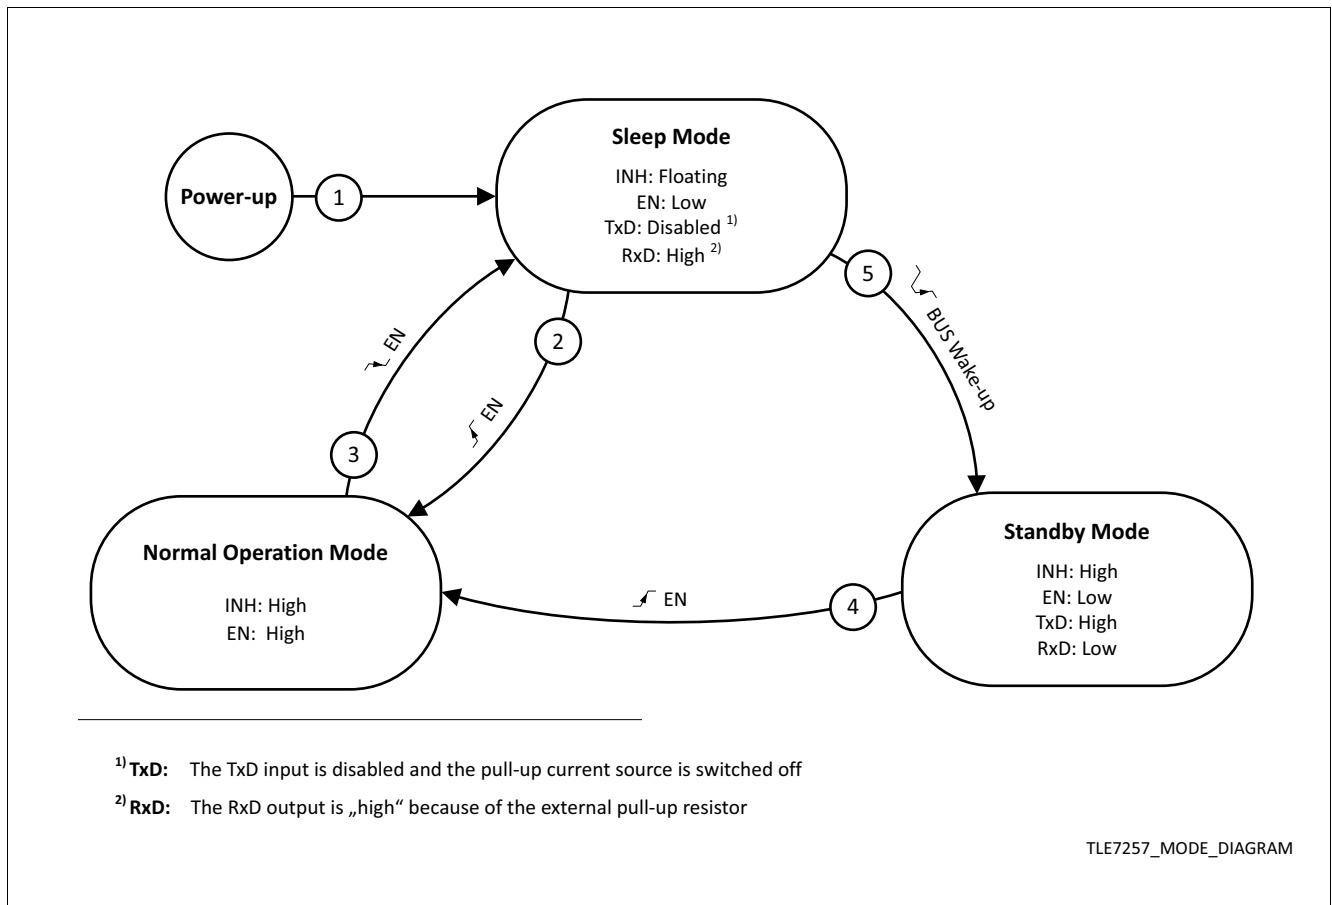 Sleep Mode
INH: Floating
EN: Low
TxD: Disabled 1)
RxD: High 2)
Power-up
1
5
BUS Wake-up
2
EN
EN
3
Normal Operation Mode
INH: High
EN: High
EN
4
Standby Mode
INH: High
EN: Low
TxD: High
RxD: Low
1) TxD: The TxD input is disabled and the pull-up current source is switched off
2) RxD: The RxD output is „high“ because of the external pull-up resistor
TLE7257_MODE_DIAGRAM